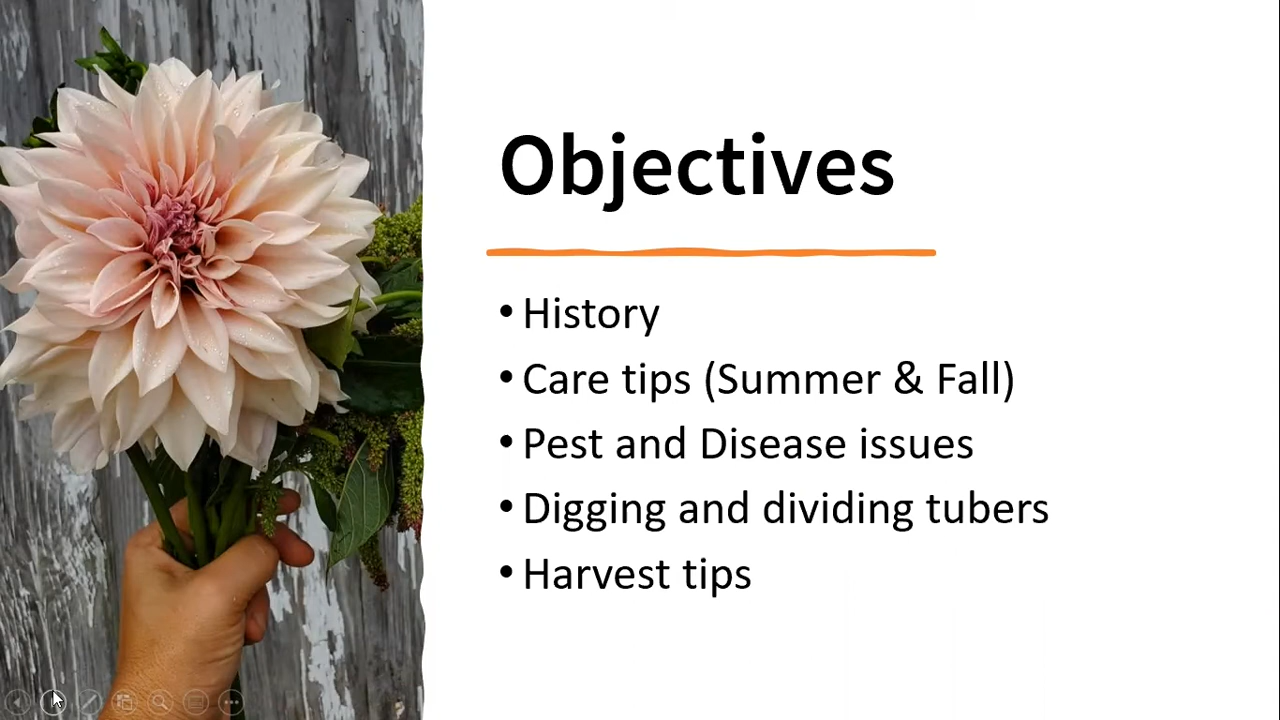 Objectives
• History
• Care tips (Summer & Fall)
• Pest and Disease issues
• Digging and dividing tubers
• Harvest tips